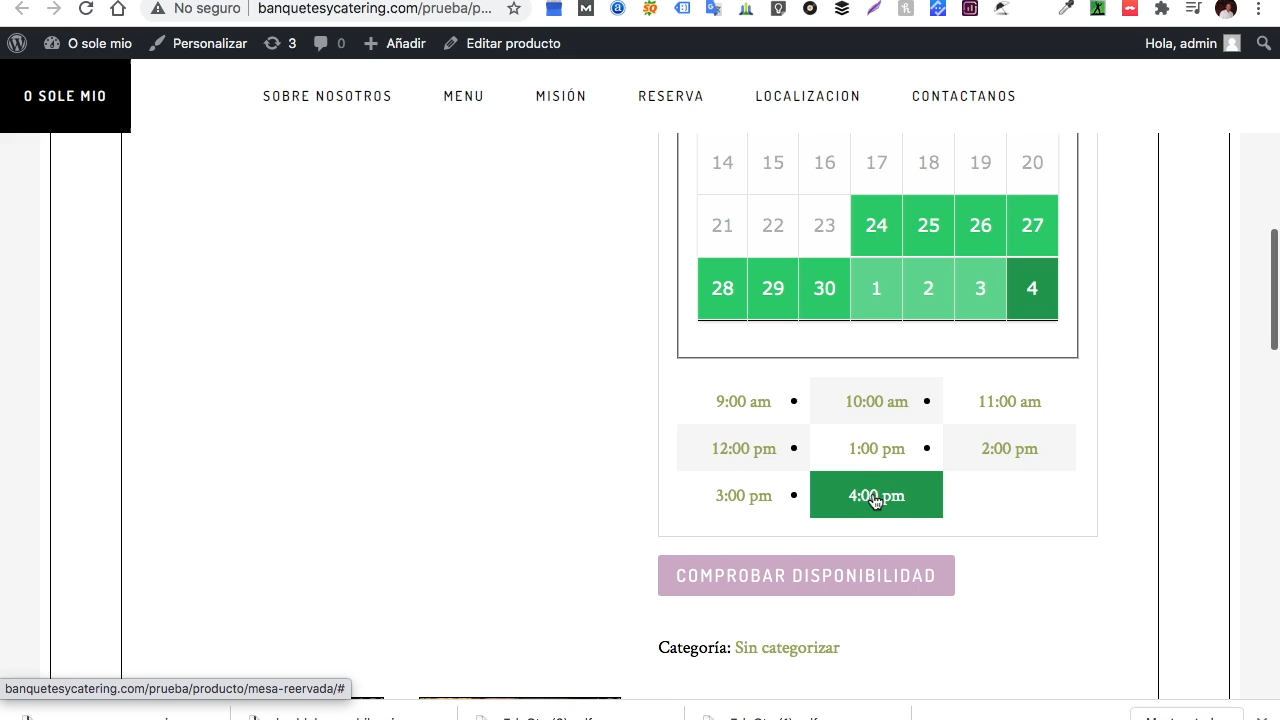 No seguro banquetesycatering.com/prueba/p...
O sole mio Personalizar 3 0 Añadir Editar producto Hola, admin
O SOLE MIO SOBRE NOSOTROS MENU MISIÓN RESERVA LOCALIZACION CONTACTANOS
14 15 16 17 18 19 20
21 22 23 24 25 26 27
28 29 30 1 2 3 4
9:00 am 10:00 am 11:00 am
12:00 pm 1:00 pm 2:00 pm
3:00 pm 4:00 pm
COMPROBAR DISPONIBILIDAD
Categoría: Sin categorizar
banquetesycatering.com/prueba/producto/mesa-reervada/#